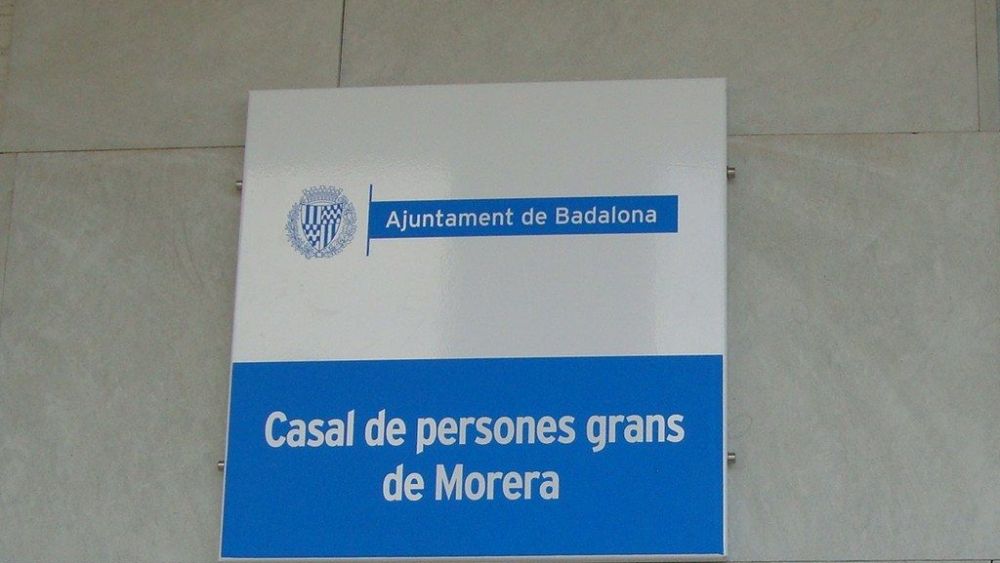 Ajuntament de Badalona
Casal de persones grans
de Morera